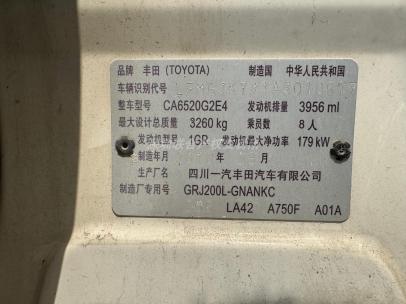 品牌 丰田 (TOYOTA) 制造国 中华人民共和国
车辆识别代号
整车型号 CA6520G2E4 发动机排量 3956 ml
最大设计总质量 3260 kg 乘员数 8 人
发动机型号 1GR 发动机最大净功率 179 kW
制造年月 年 月
生产厂名 四川一汽丰田汽车有限公司
制造厂专用号 GRJ200L-GNANKC
LA42 A750F A01A